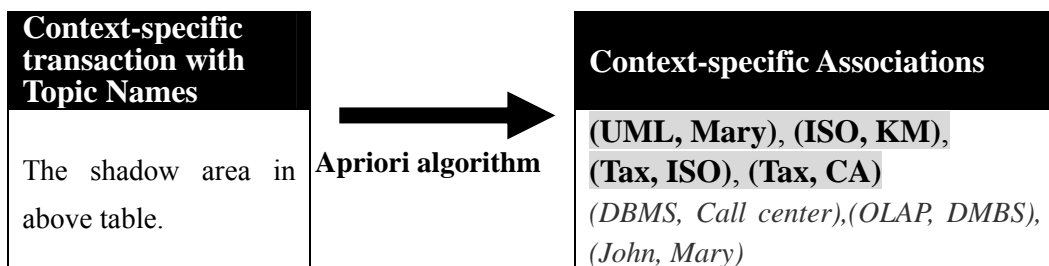 Context-specific
transaction with
Topic Names
The shadow area in
above table.
Apriori algorithm
Context-specific Associations
(UML, Mary), (ISO, KM),
(Tax, ISO), (Tax, CA)
(DBMS, Call center),(OLAP, DMBS),
(John, Mary)